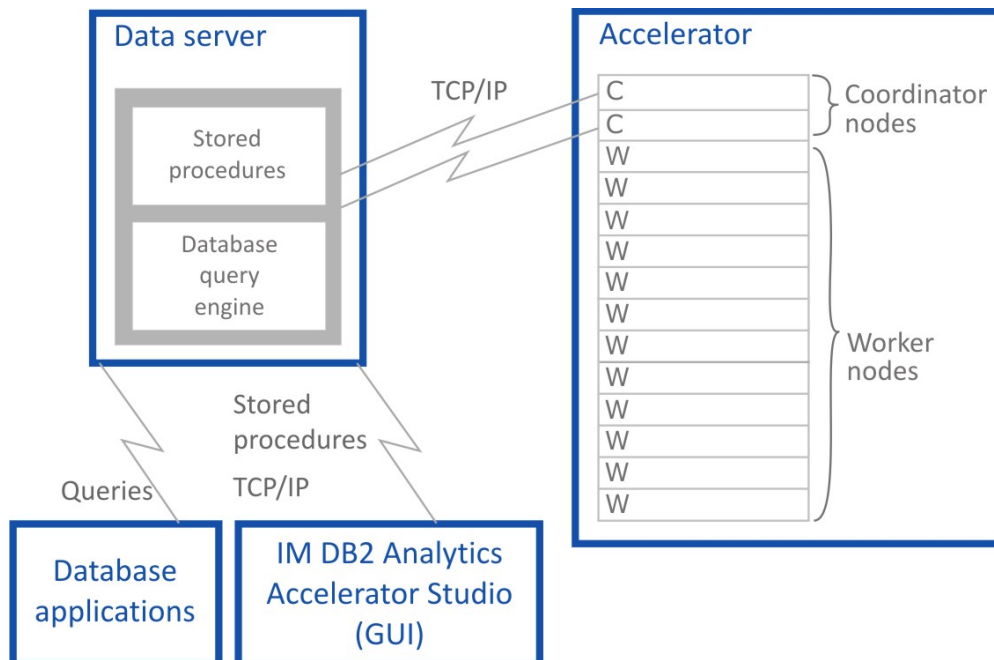 Data server
Stored
procedures
Database
query
engine
TCP/IP
Accelerator
C
C
W
W
W
W
W
W
W
W
W
W
W
W
Coordinator
nodes
Worker
nodes
Queries
Stored
procedures
TCP/IP
Database
applications
IM DB2 Analytics
Accelerator Studio
(GUI)